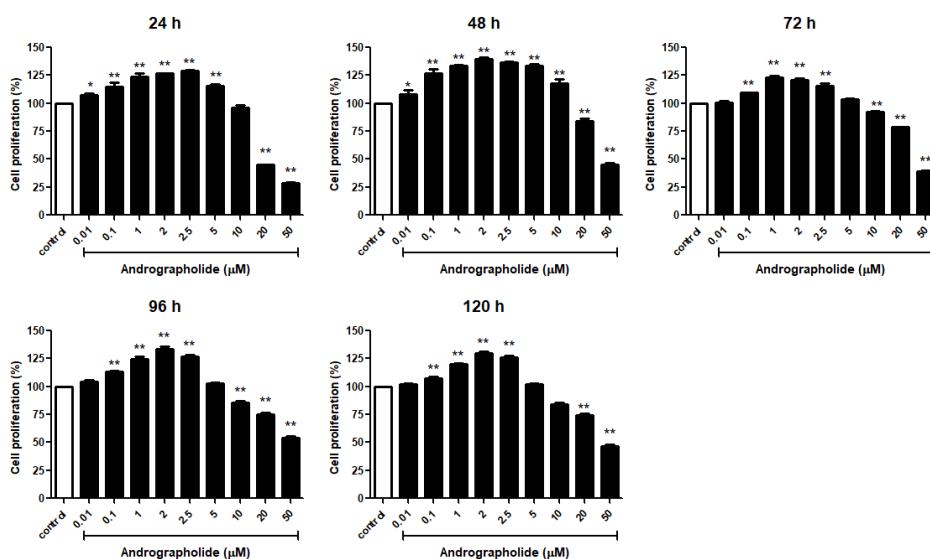 24 h
Cell proliferation (%)
150
125
100
75
50
25
0
* ** ** ** ** ** ** **
control 0.01 0.1 1 2 2.5 5 10 20 50
Andrographolide (μM)
48 h
Cell proliferation (%)
150
125
100
75
50
25
0
* ** ** ** ** ** ** ** **
control 0.01 0.1 1 2 2.5 5 10 20 50
Andrographolide (μM)
72 h
Cell proliferation (%)
150
125
100
75
50
25
0
** ** ** ** ** ** **
control 0.01 0.1 1 2 2.5 5 10 20 50
Andrographolide (μM)
96 h
Cell proliferation (%)
150
125
100
75
50
25
0
** ** ** ** ** ** **
control 0.01 0.1 1 2 2.5 5 10 20 50
Andrographolide (μM)
120 h
Cell proliferation (%)
150
125
100
75
50
25
0
** ** ** ** ** **
control 0.01 0.1 1 2 2.5 5 10 20 50
Andrographolide (μM)